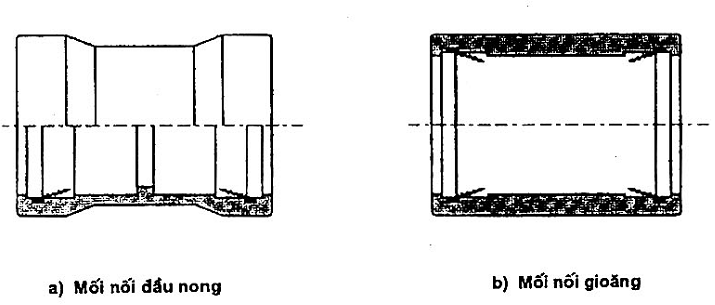 a) Mối nối đầu nong
b) Mối nối gioăng